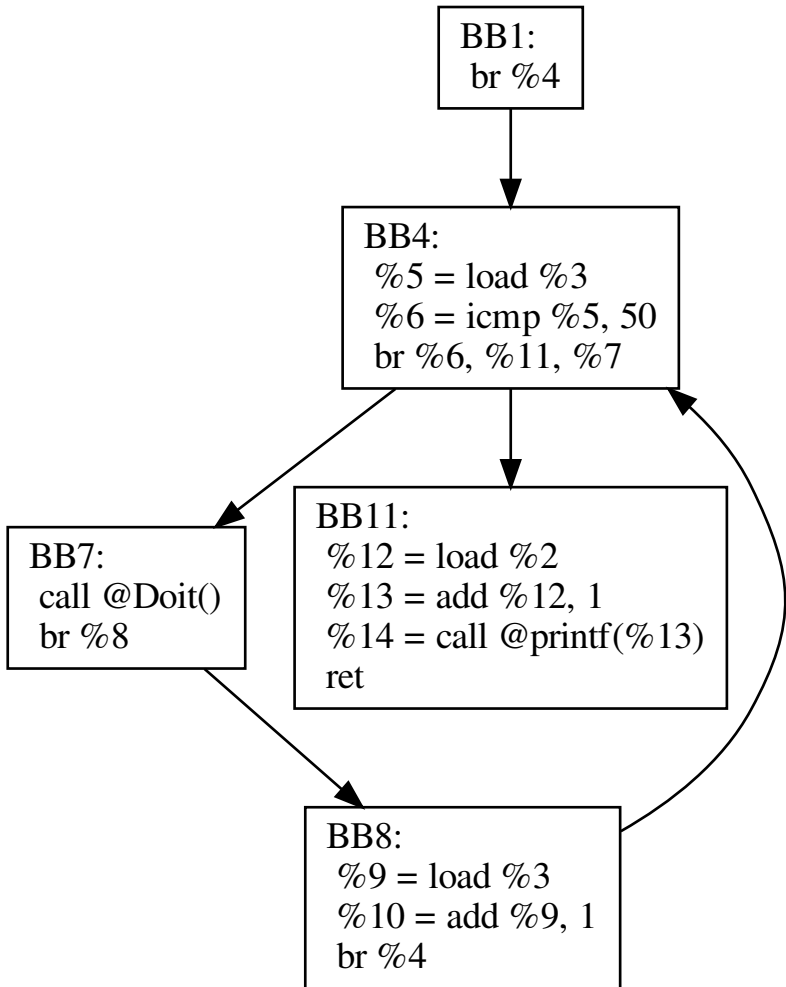 BB1:
br %4
BB4:
%5 = load %3
%6 = icmp %5, 50
br %6, %11, %7
BB7:
call @Doit()
br %8
BB11:
%12 = load %2
%13 = add %12, 1
%14 = call @printf(%13)
ret
BB8:
%9 = load %3
%10 = add %9, 1
br %4